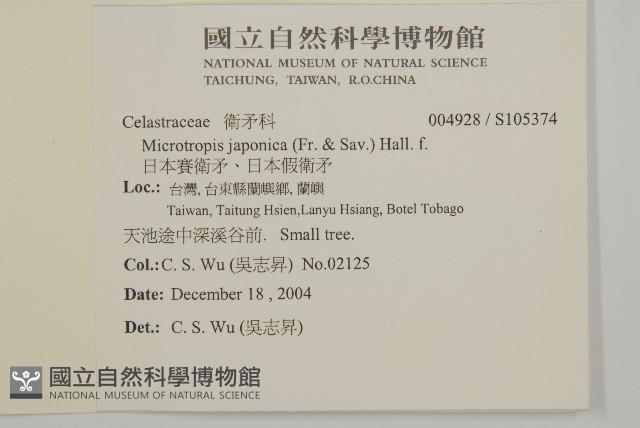 國立自然科學博物館
NATIONAL MUSEUM OF NATURAL SCIENCE
TAICHUNG, TAIWAN, R.O.CHINA
Celastraceae 衛矛科 004928 / S105374
Microtropis japonica (Fr. & Sav.) Hall. f.
日本賽衛矛、日本假衛矛
Loc.: 台灣, 台東縣蘭嶼鄉, 蘭嶼
Taiwan, Taitung Hsien,Lanyu Hsiang, Botel Tobago
天池途中深溪谷前. Small tree.
Col.:C. S. Wu (吳志昇) No.02125
Date: December 18 , 2004
Det.: C. S. Wu (吳志昇)
國立自然科學博物館
NATIONAL MUSEUM OF NATURAL SCIENCE